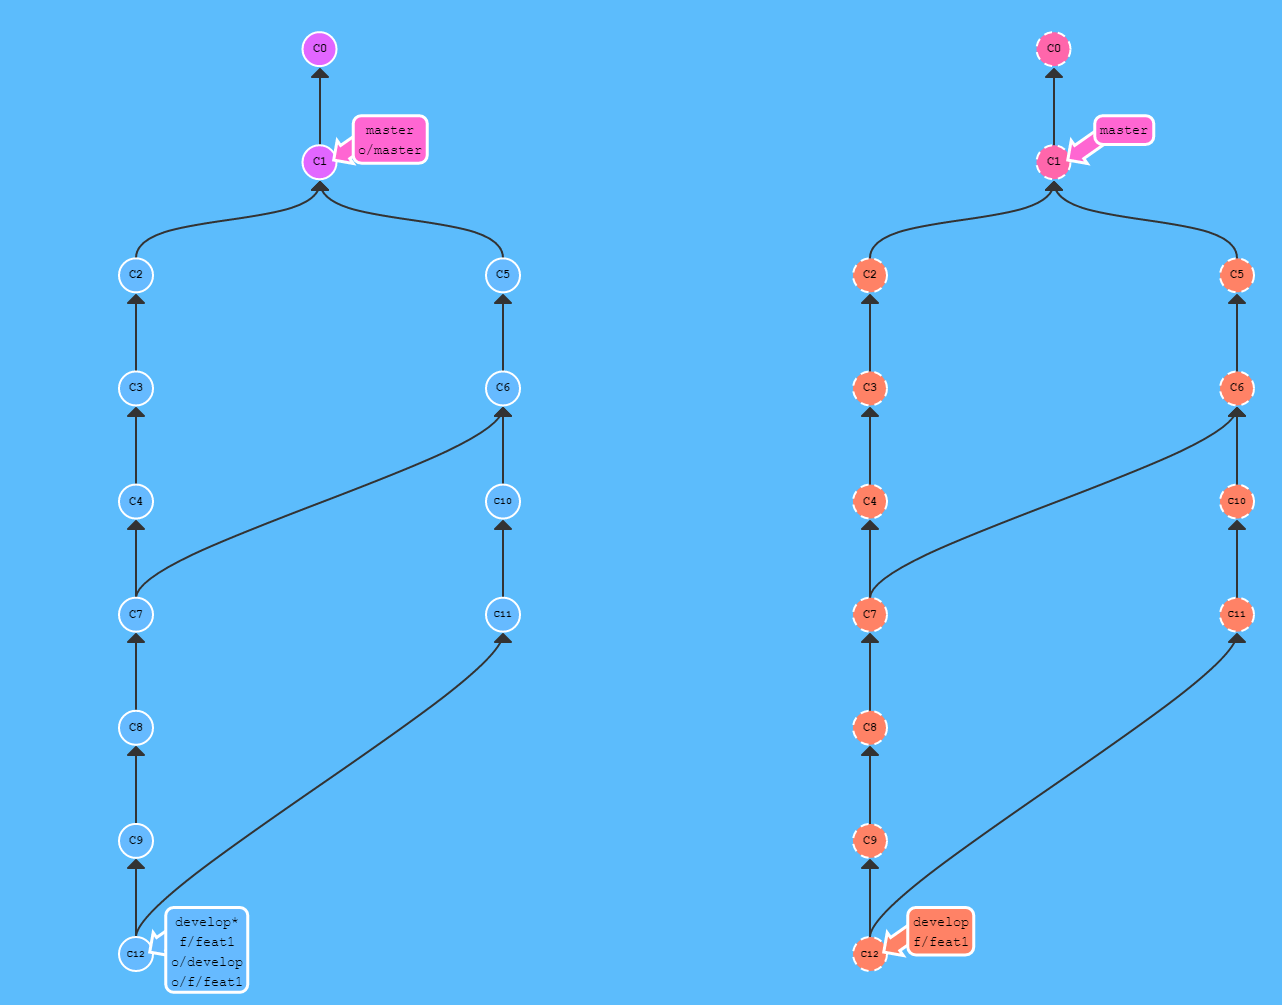 C0
master
o/master
C1
C2
C5
C3
C6
C4
C10
C7
C11
C8
C9
develop*
f/feat1
o/develop
o/f/feat1
C12
C0
master
C1
C2
C5
C3
C6
C4
C10
C7
C11
C8
C9
develop
f/feat1
C12